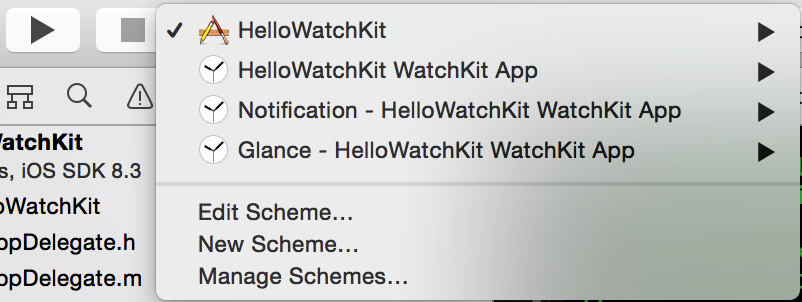 HelloWatchKit
HelloWatchKit WatchKit App
Notification - HelloWatchKit WatchKit App
Glance - HelloWatchKit WatchKit App
Edit Scheme...
New Scheme...
Manage Schemes...
WatchKit
s, iOS SDK 8.3
oWatchKit
ppDelegate.h
ppDelegate.m